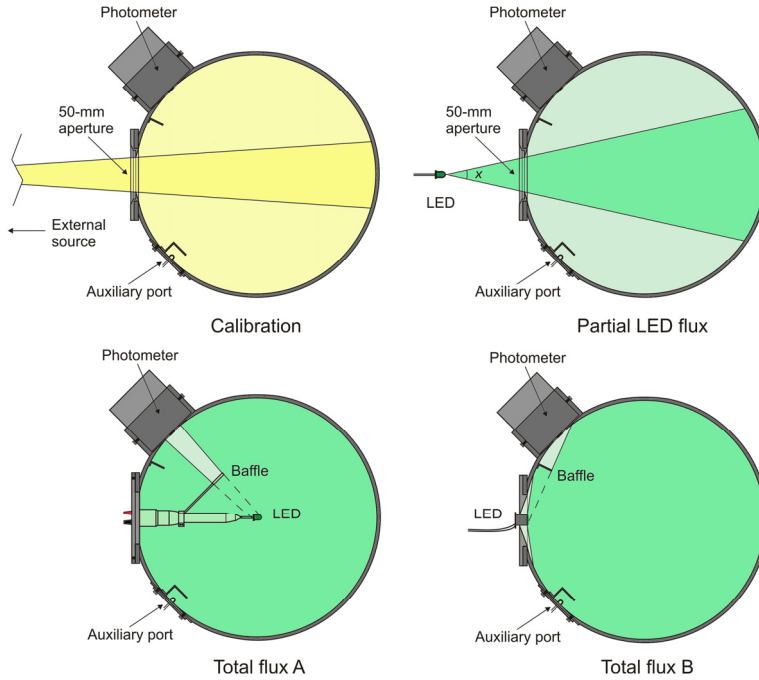 Photometer
50-mm
aperture
External
source
Auxiliary port
Calibration
Photometer
50-mm
aperture
x
LED
Auxiliary port
Partial LED flux
Photometer
Baffle
LED
Auxiliary port
Total flux A
Photometer
Baffle
LED
Auxiliary port
Total flux B